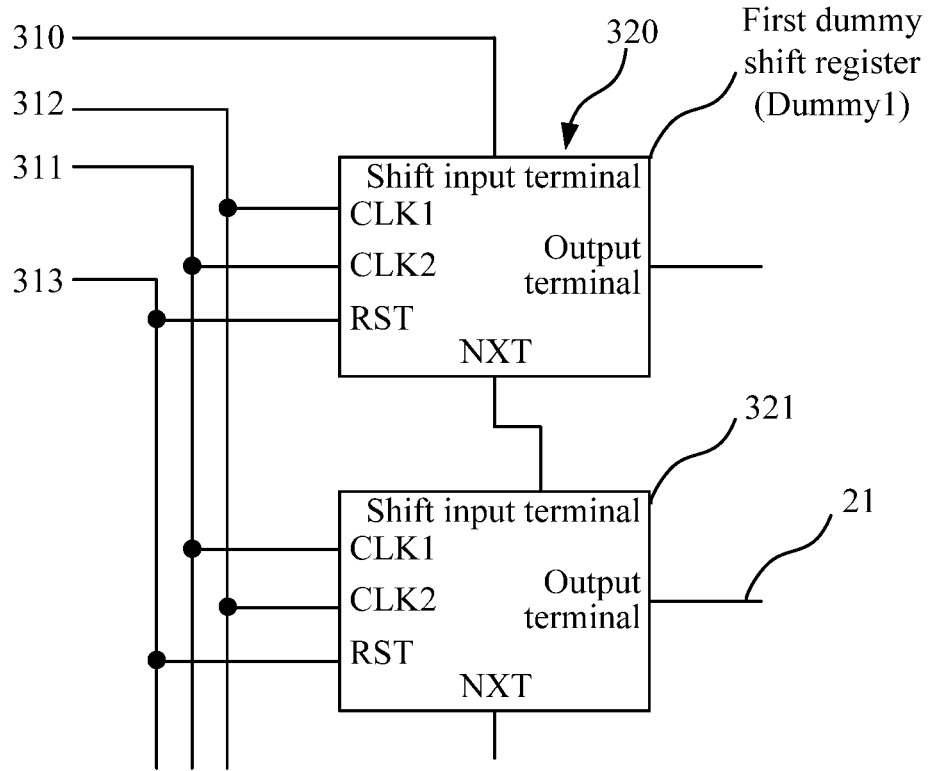 310
320
First dummy
shift register
(Dummy1)
312
311
313
Shift input terminal
CLK1
CLK2
RST
Output
terminal
NXT
321
Shift input terminal
CLK1
CLK2
RST
Output
terminal
NXT
21